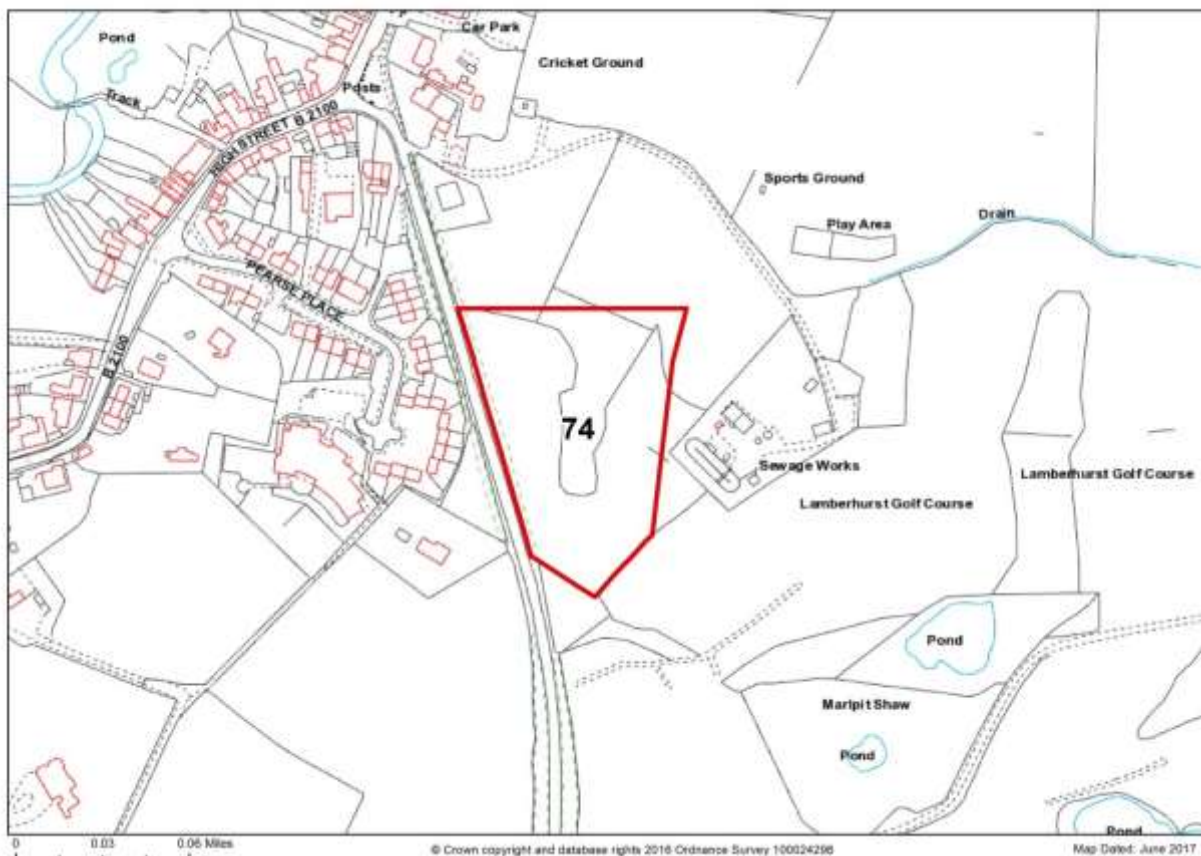 Car Park
Pond
Cricket Ground
Posts
Track
HIGH STREET B 2100
Sports Ground
Drain
Play Area
PEARSE PLACE
B 2100
74
Sewage Works
Lamberhurst Golf Course
Lamberhurst Golf Course
Pond
Marlpit Shaw
Pond
Pond
0 0.03 0.06 Miles
© Crown copyright and database rights 2016 Ordnance Survey 100024298
Map Dated: June 2017